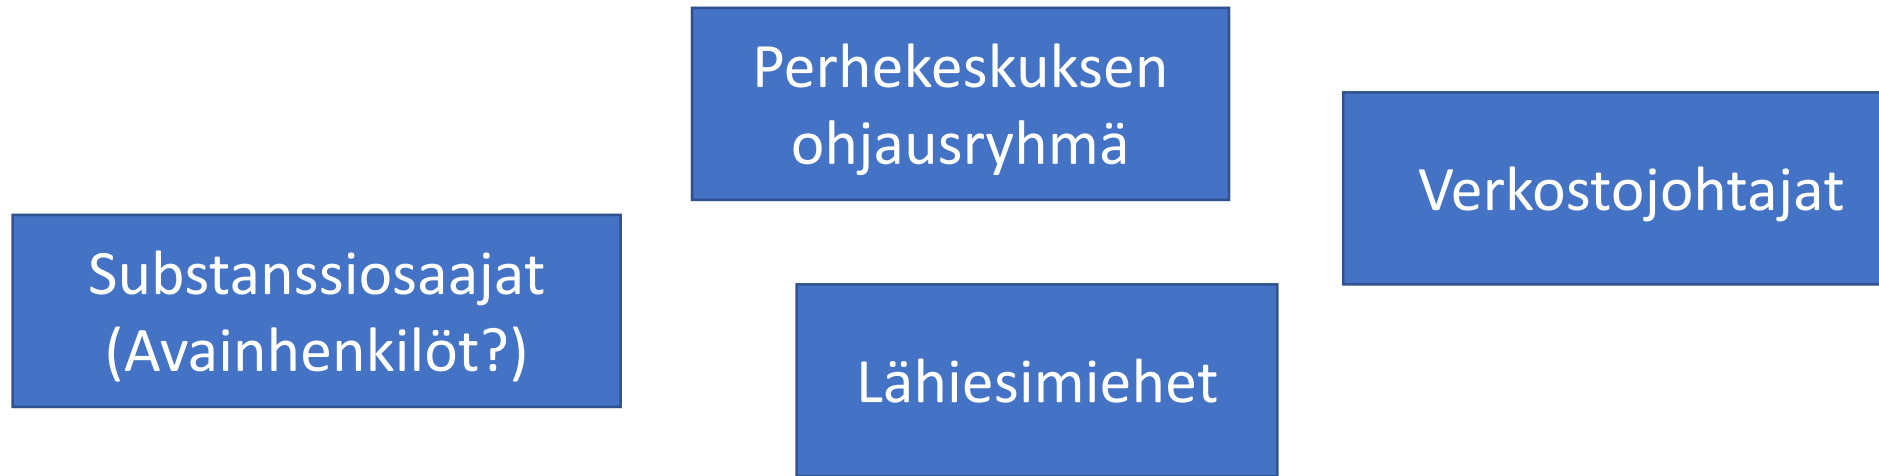 Perhekeskuksen
ohjausryhmä
Verkostojohtajat
Substanssiosaajat
(Avainhenkilöt?)
Lähiesimiehet